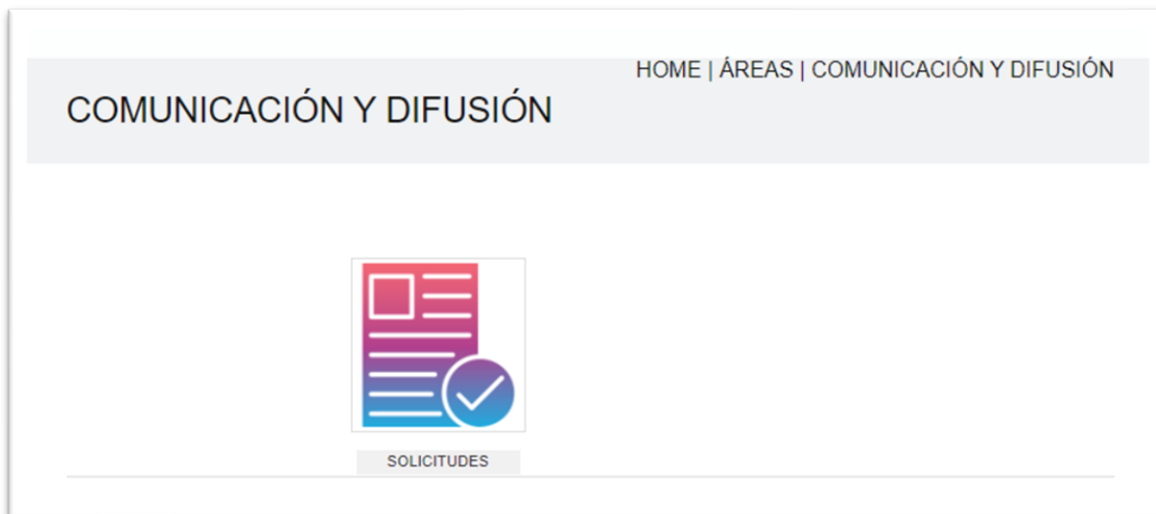 HOME | ÁREAS | COMUNICACIÓN Y DIFUSIÓN
COMUNICACIÓN Y DIFUSIÓN
SOLICITUDES